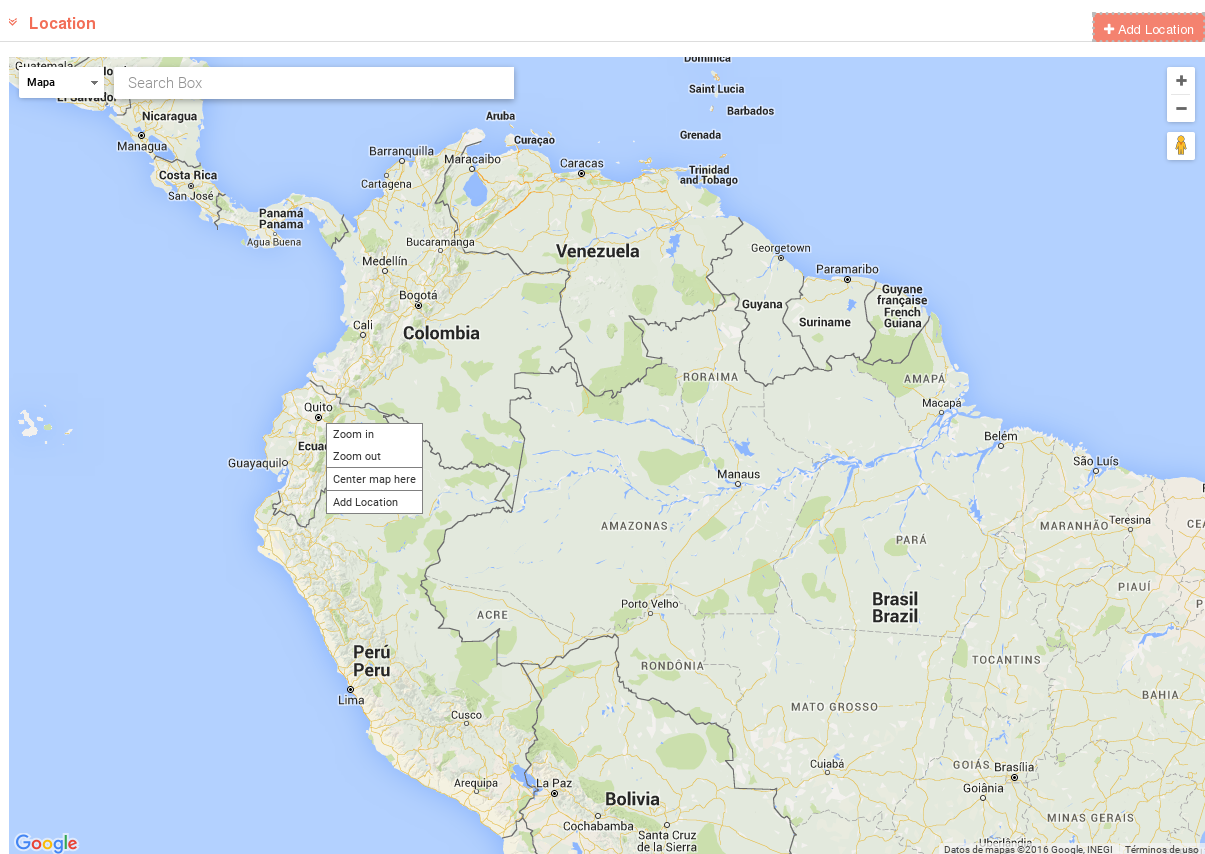 Location
Add Location
Guatemala
Mapa
Search Box
El Salvador
Nicaragua
Managua
Costa Rica
San José
Panamá
Panama
Agua Buena
Dominica
Saint Lucia
Barbados
Grenada
Aruba
Curaçao
Trinidad
and Tobago
Barranquilla
Maracaibo
Caracas
Cartagena
Bucaramanga
Medellín
Venezuela
Georgetown
Paramaribo
Bogotá
Guyana
Suriname
Guyane
française
French
Guiana
Cali
Colombia
RORAIMA
AMAPÁ
Macapá
Quito
Zoom in
Zoom out
Center map here
Add Location
Guayaquil
Belém
São Luís
Manaus
AMAZONAS
PARÁ
MARANHÃO
Teresina
CEA
PIAUÍ
Brasil
Brazil
Porto Velho
ACRE
Perú
Peru
RONDÔNIA
TOCANTINS
Lima
BAHIA
Cusco
MATO GROSSO
Cuiabá
GOIÁS
Brasília
Goiânia
Arequipa
La Paz
Bolivia
Cochabamba
Santa Cruz
de la Sierra
MINAS GERAIS
Uberlândia
Google
Datos de mapas ©2016 Google, INEGI
Términos de uso